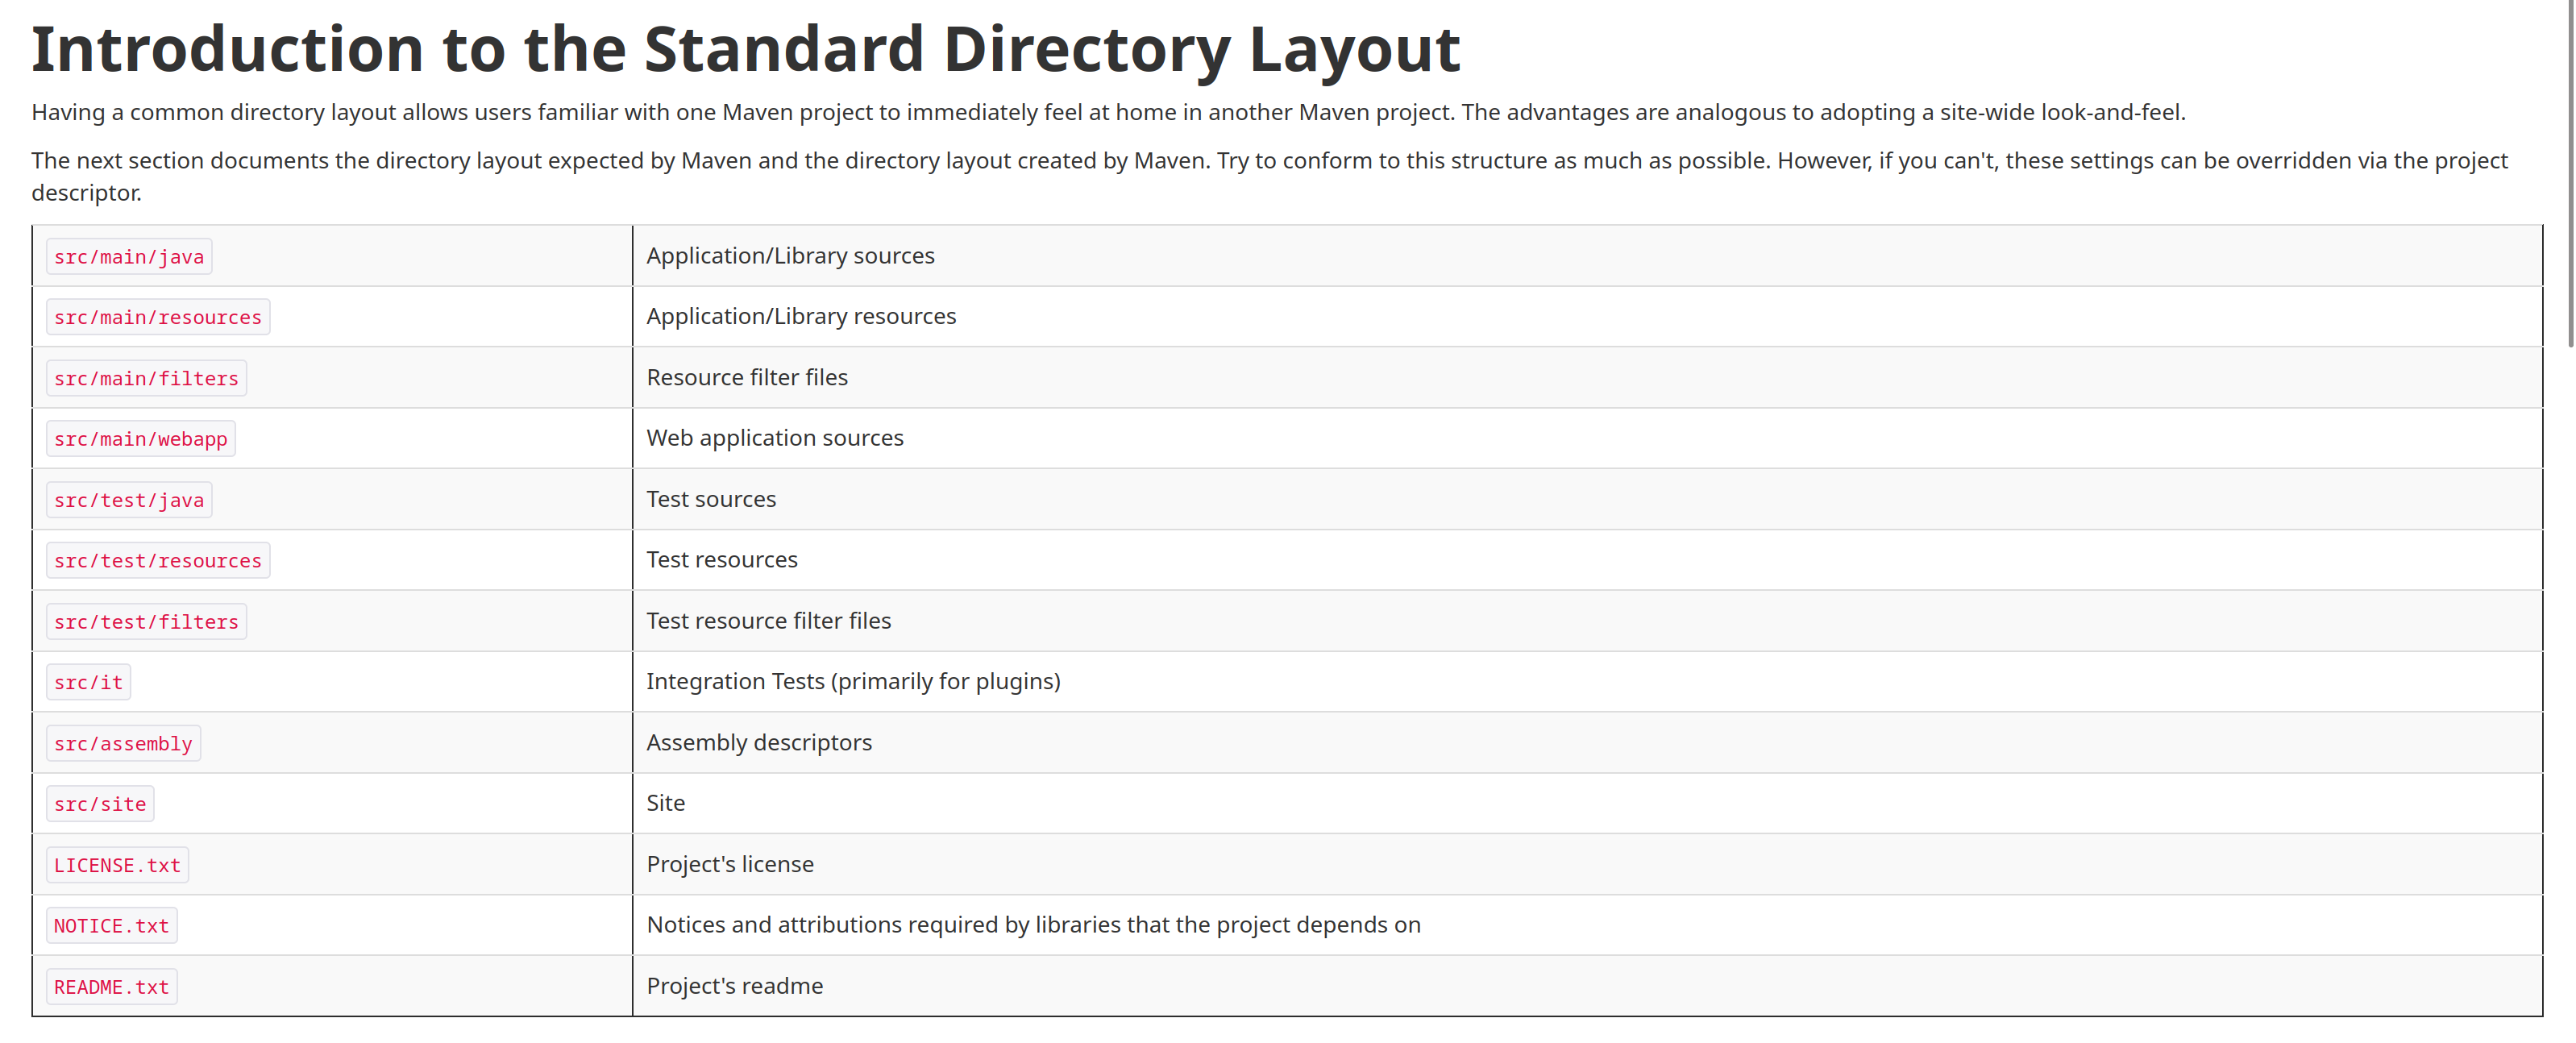 Introduction to the Standard Directory Layout
Having a common directory layout allows users familiar with one Maven project to immediately feel at home in another Maven project. The advantages are analogous to adopting a site-wide look-and-feel.
The next section documents the directory layout expected by Maven and the directory layout created by Maven. Try to conform to this structure as much as possible. However, if you can't, these settings can be overridden via the project
descriptor.
src/main/java Application/Library sources
src/main/resources Application/Library resources
src/main/filters Resource filter files
src/main/webapp Web application sources
src/test/java Test sources
src/test/resources Test resources
src/test/filters Test resource filter files
src/it Integration Tests (primarily for plugins)
src/assembly Assembly descriptors
src/site Site
LICENSE.txt Project's license
NOTICE.txt Notices and attributions required by libraries that the project depends on
README.txt Project's readme